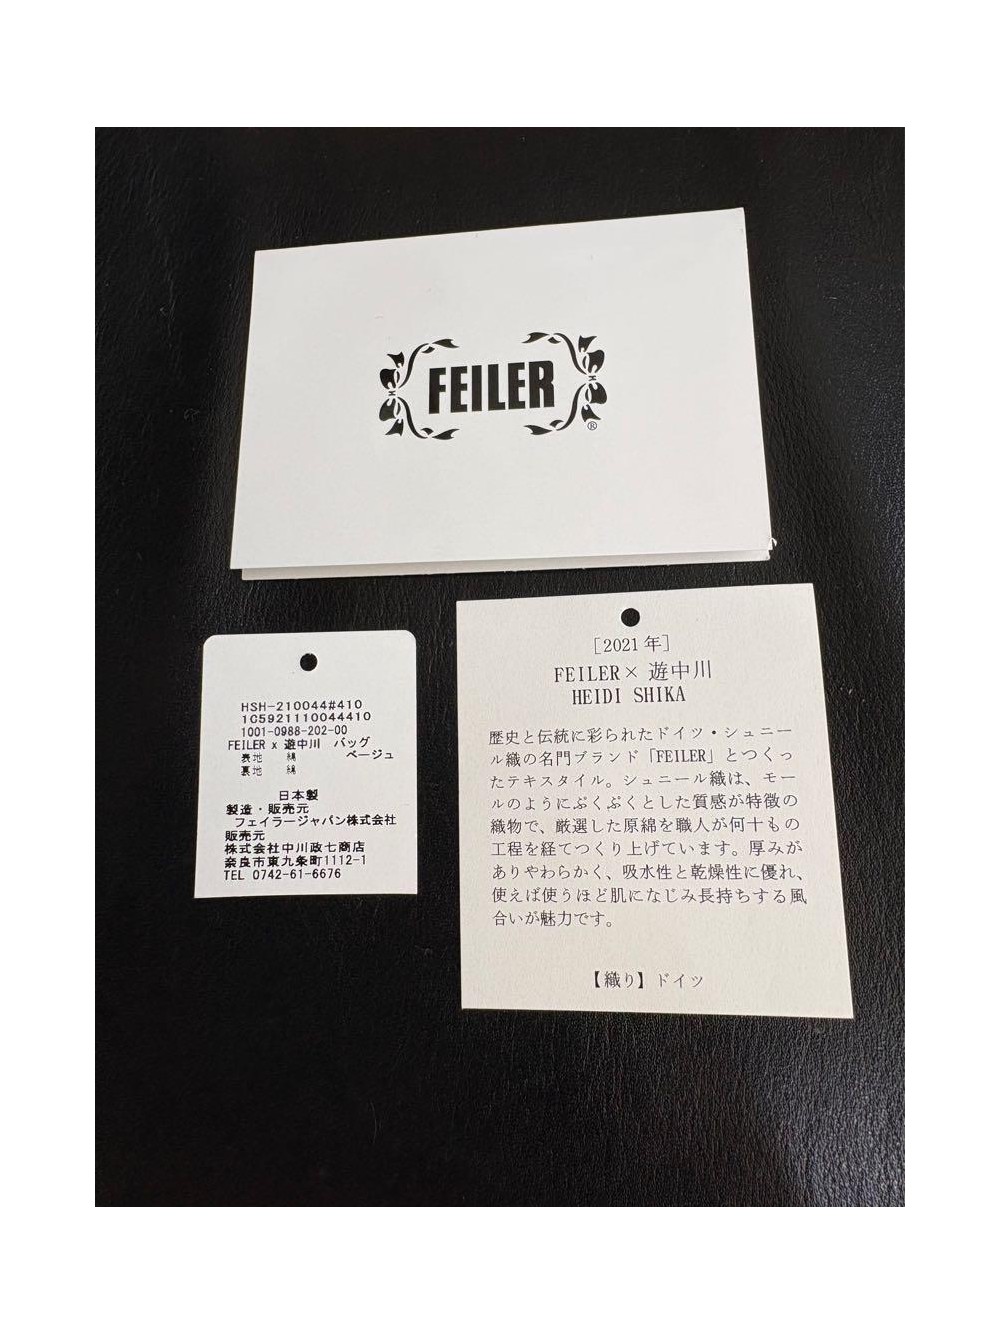 FEILER
®
HSH-210044#410
1C5921110044410
1001-0988-202-00
FEILER x 遊中川 バッグ
表地 綿 ベージュ
裏地 綿
日本製
製造・販売元
フェイラージャパン株式会社
販売元
株式会社中川政七商店
奈良市東九条町1112-1
TEL 0742-61-6676
[2021年]
FEILER× 遊中川
HEIDI SHIKA
歴史と伝統に彩られたドイツ・シュニー
ル織の名門ブランド「FEILER」とつくっ
たテキスタイル。シュニール織は、モー
ルのようにぷくぷくとした質感が特徴の
織物で、厳選した原綿を職人が何十もの
工程を経てつくり上げています。厚みが
ありやわらかく、吸水性と乾燥性に優れ、
使えば使うほど肌になじみ長持ちする風
合いが魅力です。
【織り】ドイツ